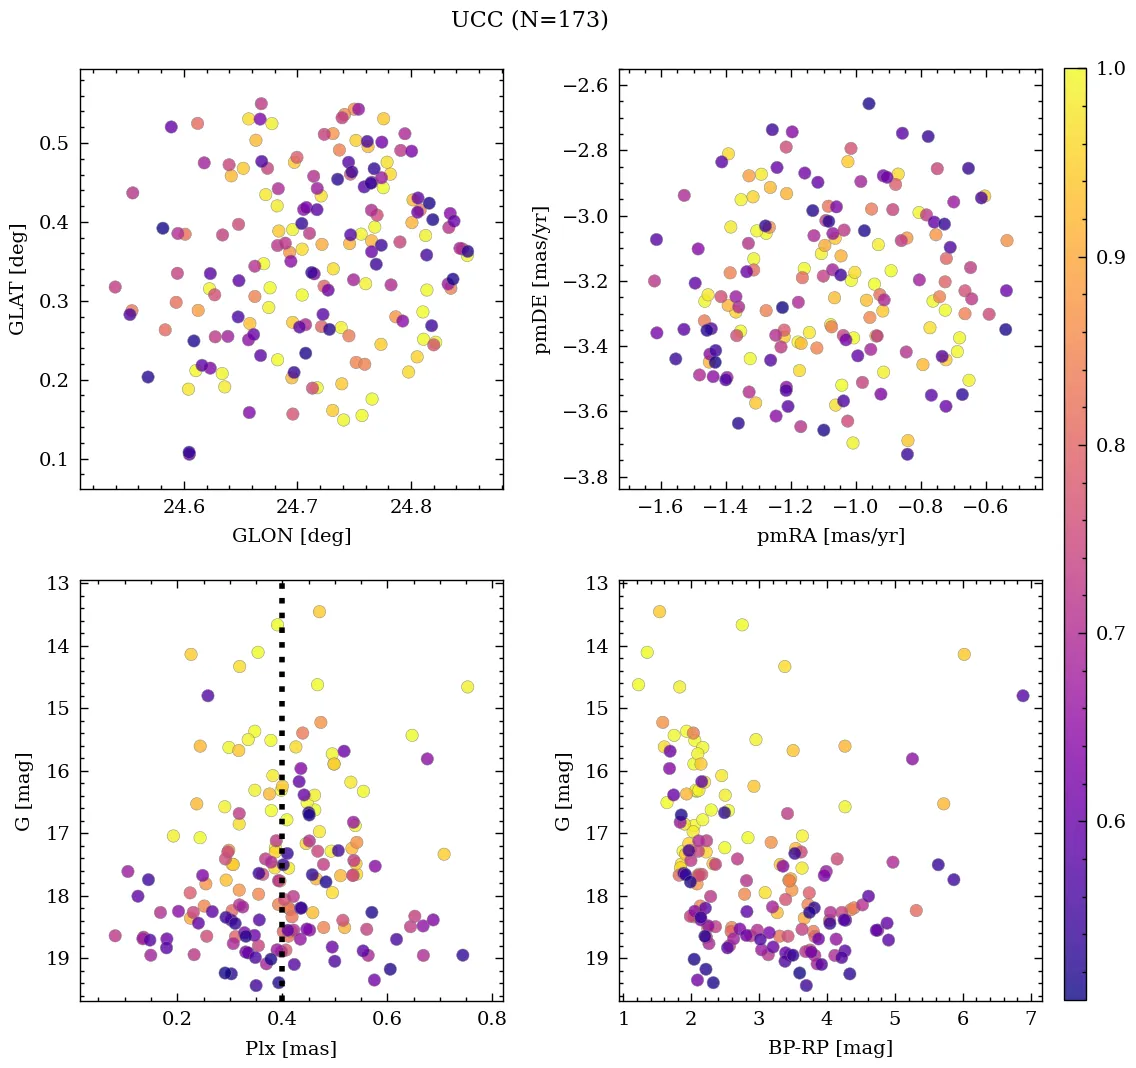 UCC (N=173)
0.5
0.4
0.3
0.2
0.1
GLAT [deg]
24.6 24.7 24.8
GLON [deg]
−2.6
−2.8
−3.0
−3.2
−3.4
−3.6
−3.8
pmDE [mas/yr]
−1.6 −1.4 −1.2 −1.0 −0.8 −0.6
pmRA [mas/yr]
13
14
15
16
17
18
19
G [mag]
0.2 0.4 0.6 0.8
Plx [mas]
13
14
15
16
17
18
19
G [mag]
1 2 3 4 5 6 7
BP-RP [mag]
1.0
0.9
0.8
0.7
0.6